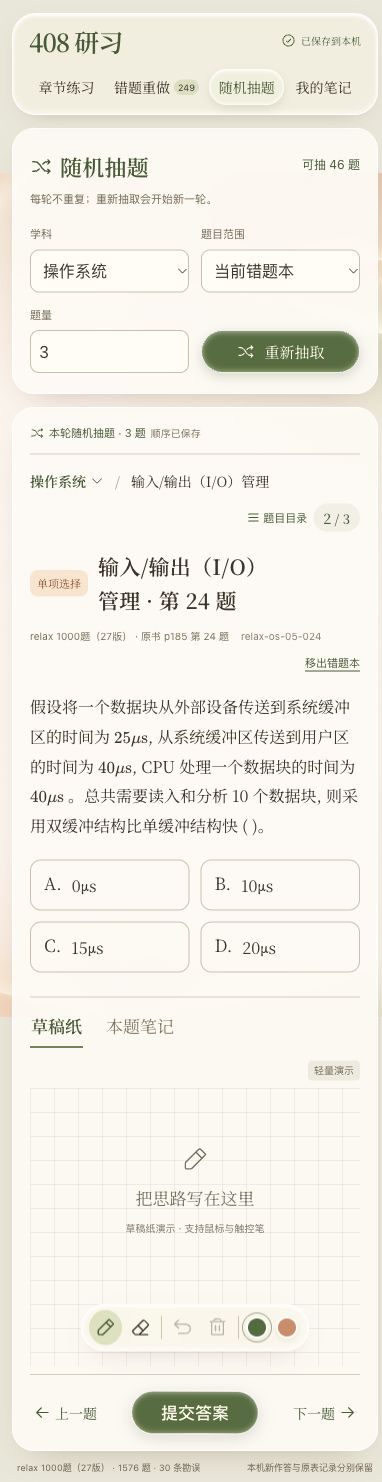 408 研习
已保存到本机
章节练习 错题重做 249 随机抽题 我的笔记
随机抽题
可抽 46 题
每轮不重复；重新抽取会开始新一轮。
学科 题目范围
操作系统 当前错题本
题量
3 重新抽取
本轮随机抽题 · 3 题 顺序已保存
操作系统 / 输入/输出（I/O）管理
题目目录 2 / 3
单项选择
输入/输出（I/O）
管理 · 第 24 题
relax 1000题（27版） · 原书 p185 第 24 题 relax-os-05-024
移出错题本
假设将一个数据块从外部设备传送到系统缓冲
区的时间为 25μs, 从系统缓冲区传送到用户区
的时间为 40μs, CPU 处理一个数据块的时间为
40μs 。总共需要读入和分析 10 个数据块, 则采
用双缓冲结构比单缓冲结构快 ( )。
A. 0μs B. 10μs
C. 15μs D. 20μs
草稿纸 本题笔记
轻量演示
把思路写在这里
草稿纸演示 · 支持鼠标与触控笔
上一题 提交答案 下一题
relax 1000题（27版） · 1576 题 · 30 条勘误 本机新作答与原表记录分别保留